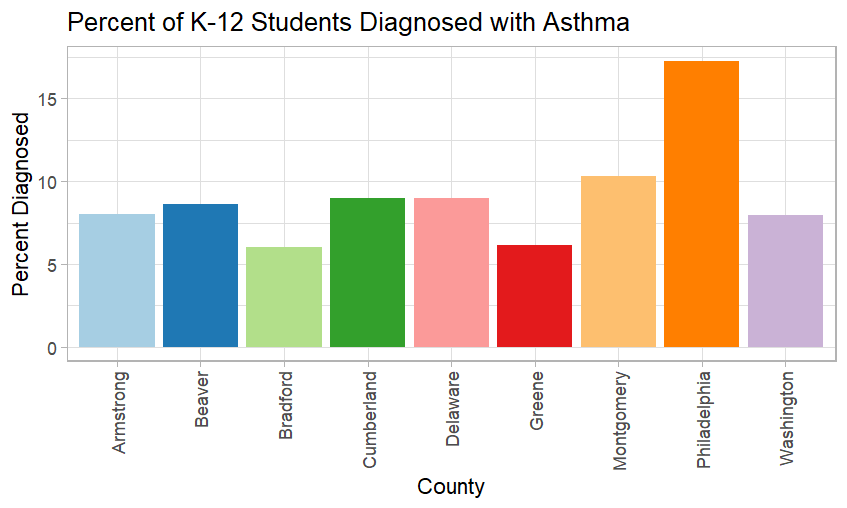 Percent of K-12 Students Diagnosed with Asthma
Percent Diagnosed
15
10
5
0
Armstrong
Beaver
Bradford
Cumberland
Delaware
Greene
Montgomery
Philadelphia
Washington
County